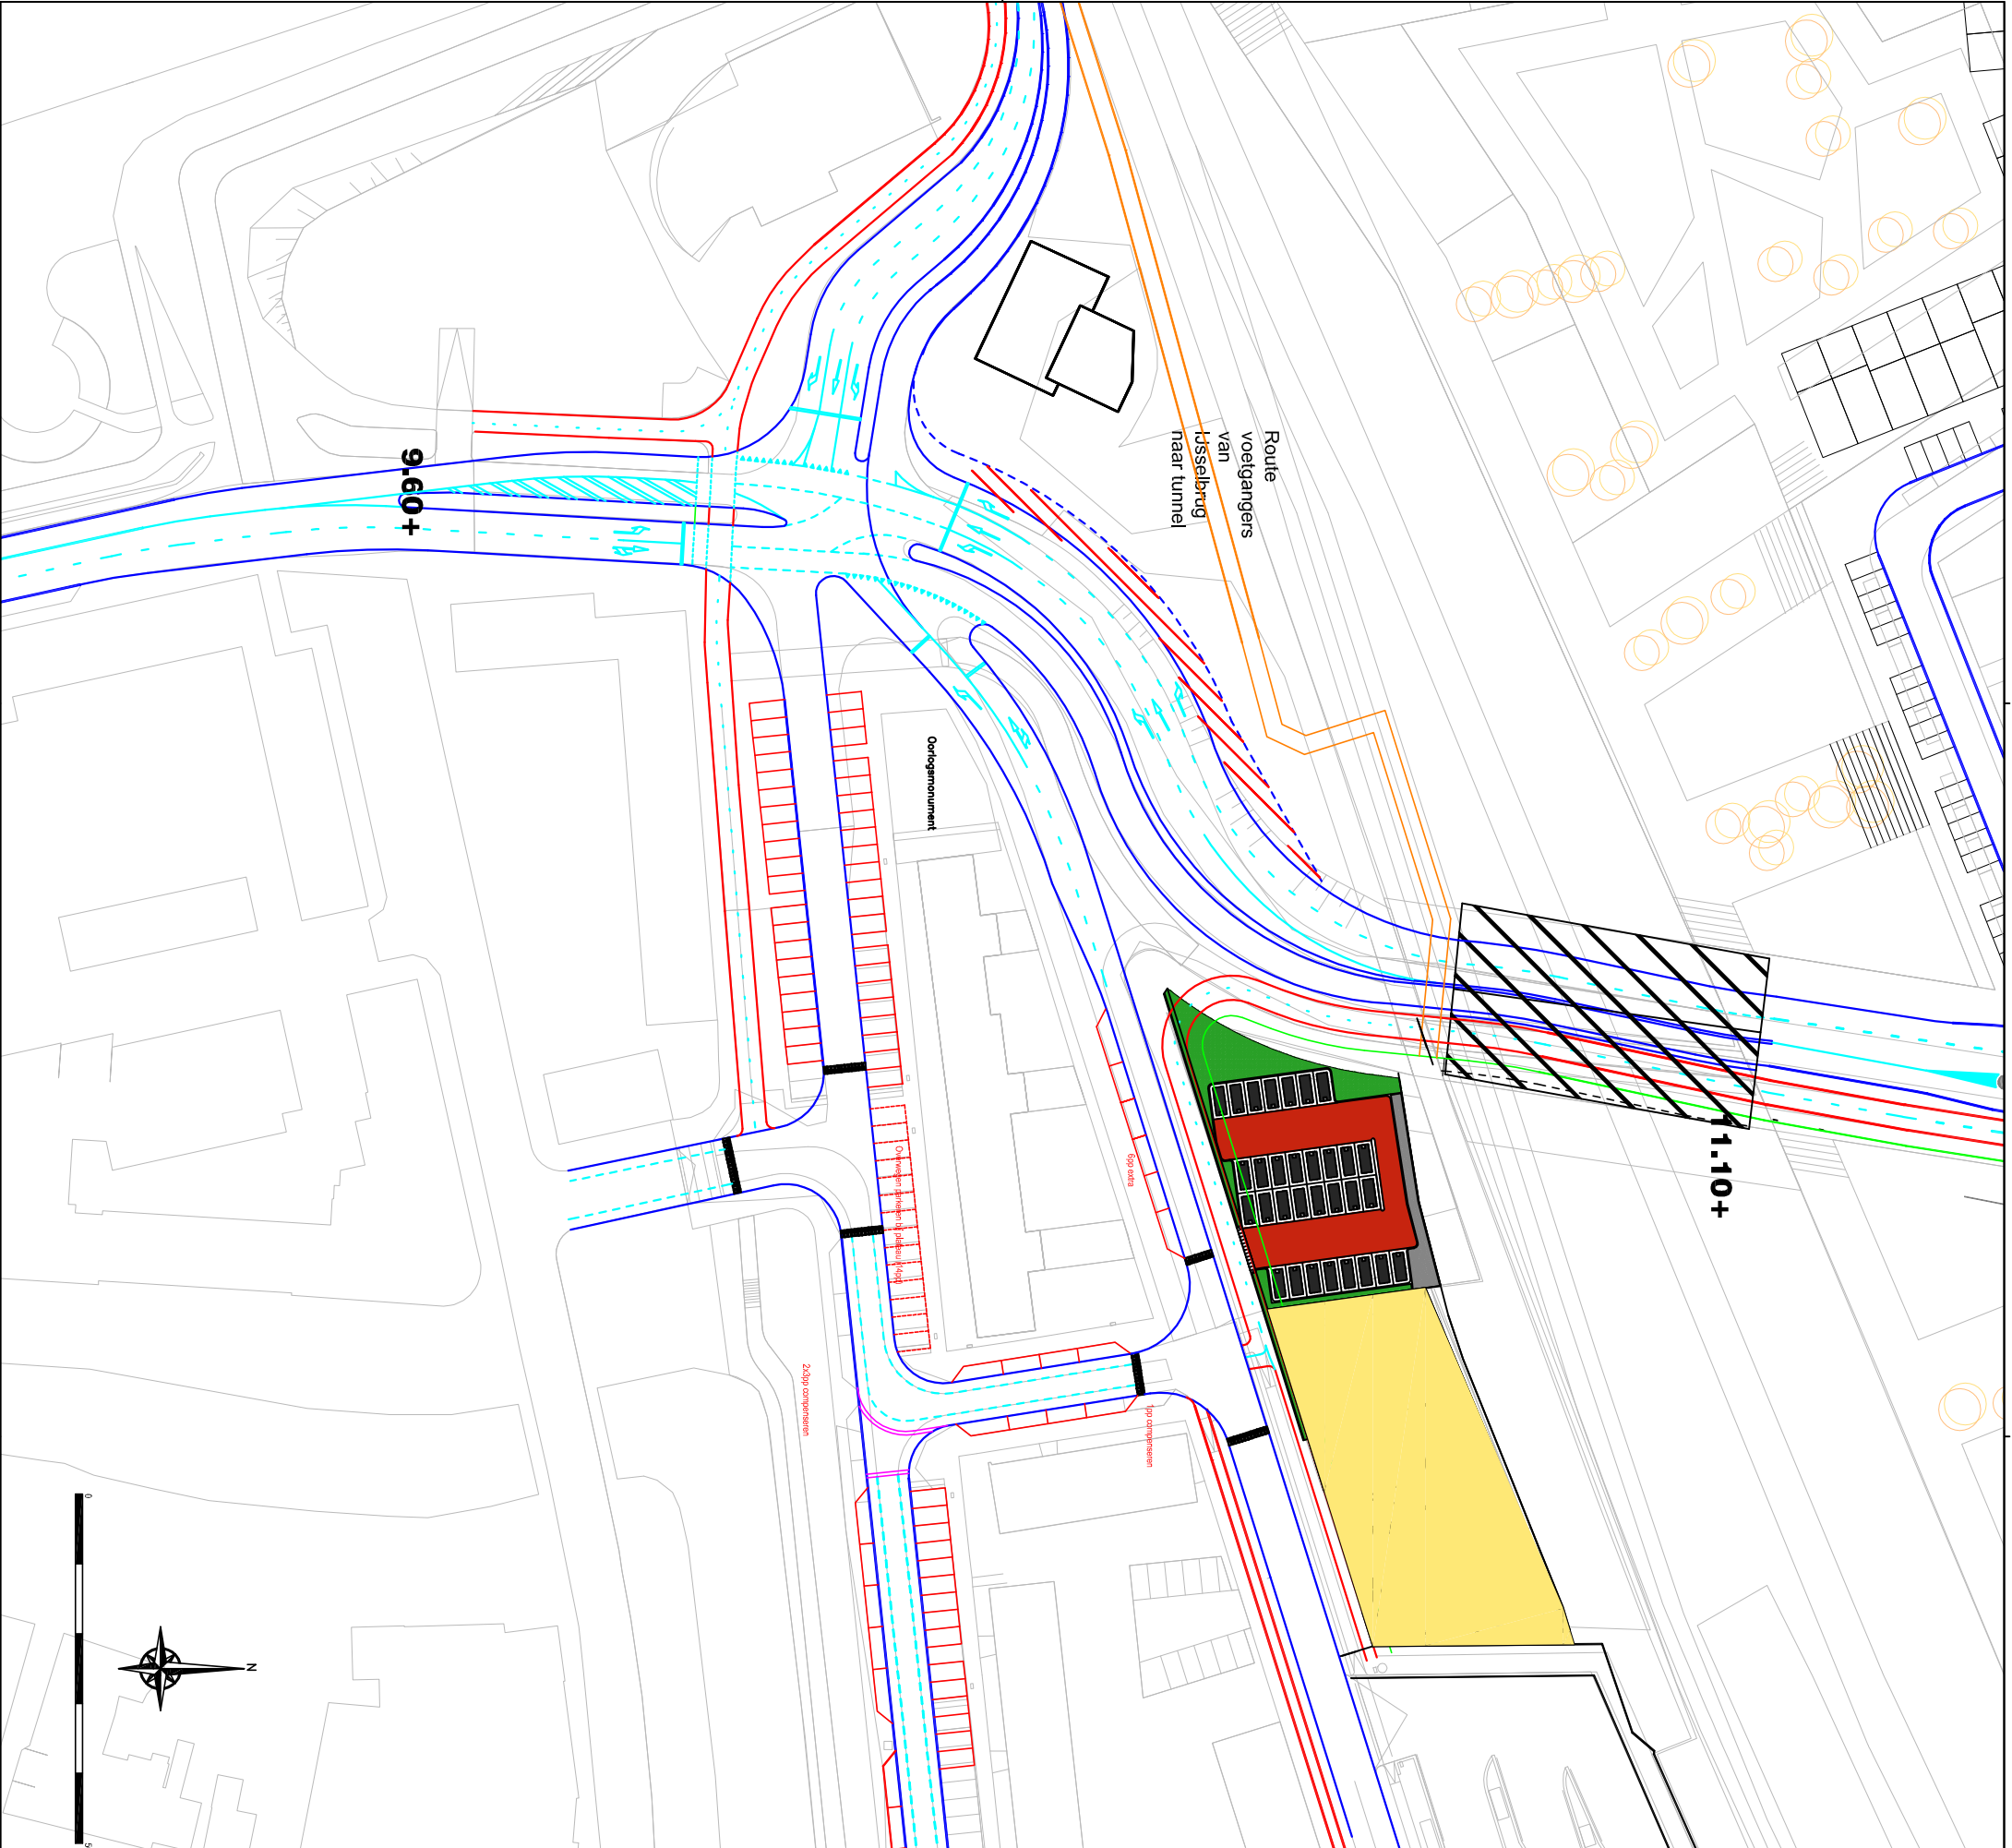 Route
voetgangers
van
IJsselbrug
naar tunnel
9.60+
11.10+
Oorlogsmonument
6pp extra
2x3pp compenseren
1pp compenseren
N
0
5